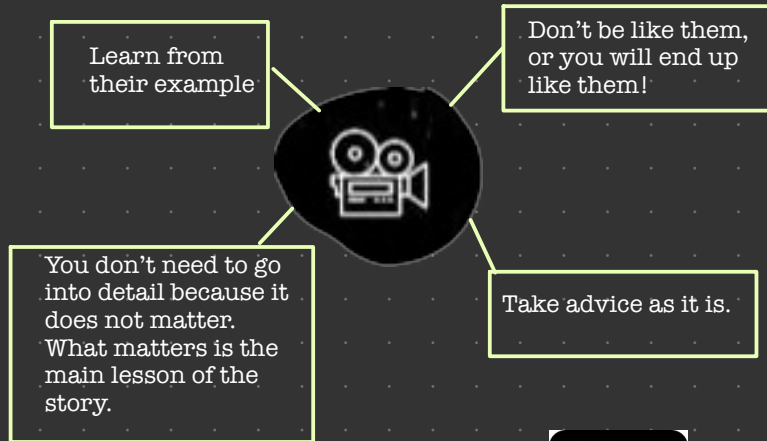 Learn from
their example
Don't be like them,
or you will end up
like them!
You don't need to go
into detail because it
does not matter.
What matters is the
main lesson of the
story.
Take advice as it is.